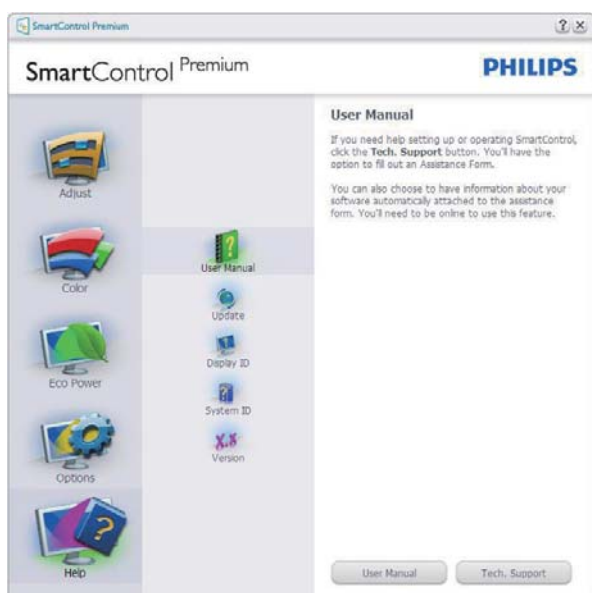 SmartControl Premium
SmartControl Premium
PHILIPS
Adjust
Color
Eco Power
Options
Help
User Manual
Update
Display ID
System ID
X.X
Version
User Manual
If you need help setting up or operating SmartControl,
click the Tech. Support button. You'll have the
option to fill out an Assistance Form.
You can also choose to have information about your
software automatically attached to the assistance
form. You'll need to be online to use this feature.
User Manual
Tech. Support